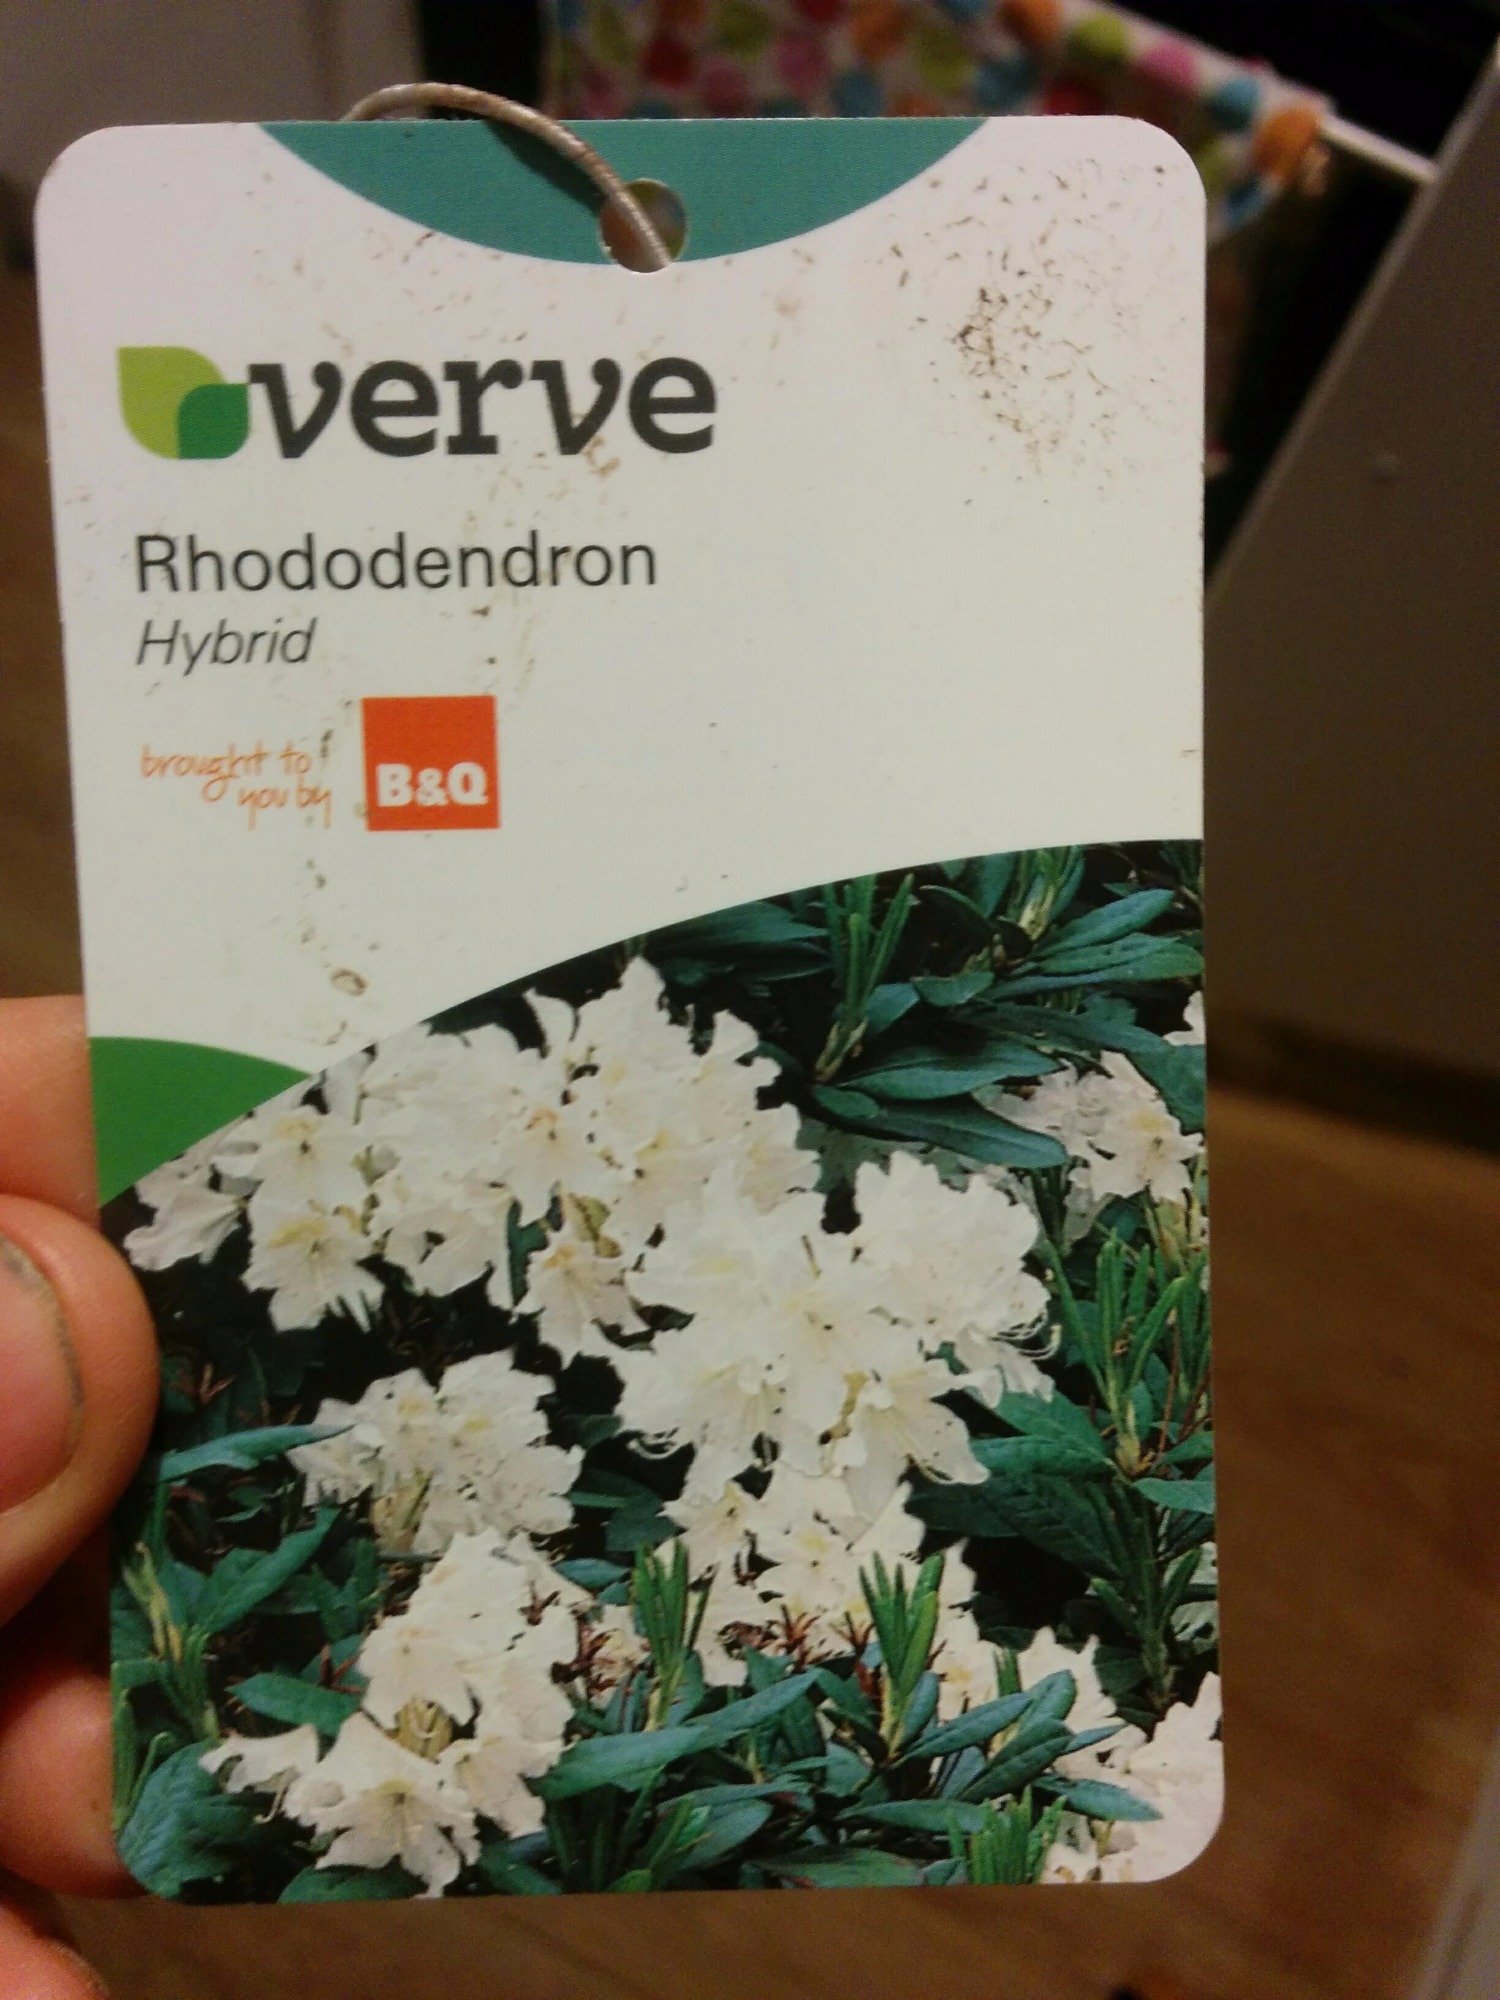 verve
Rhododendron
Hybrid
brought to
you by
B&Q